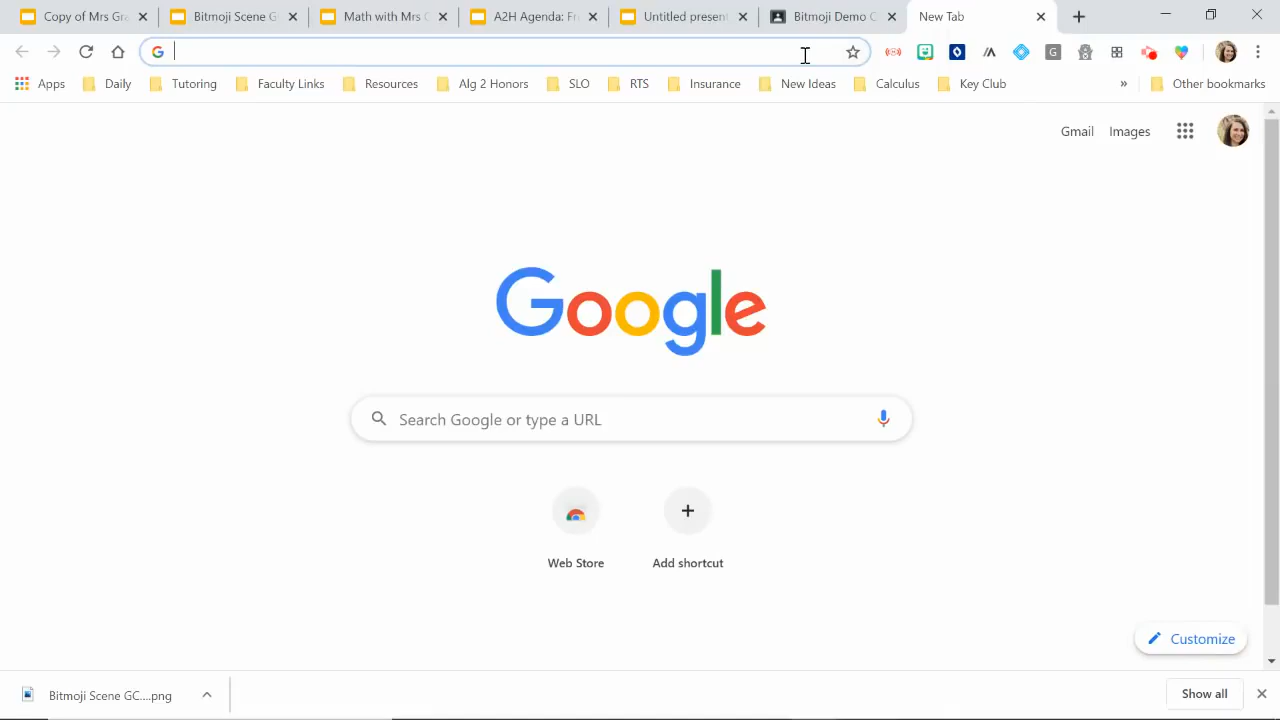 Copy of Mrs Gra
Bitmoji Scene G
Math with Mrs C
A2H Agenda: Fr
Untitled present
Bitmoji Demo C
New Tab
Apps
Daily
Tutoring
Faculty Links
Resources
Alg 2 Honors
SLO
RTS
Insurance
New Ideas
Calculus
Key Club
»
Other bookmarks
Gmail
Images
Google
Search Google or type a URL
Web Store
Add shortcut
Customize
Bitmoji Scene GC....png
Show all